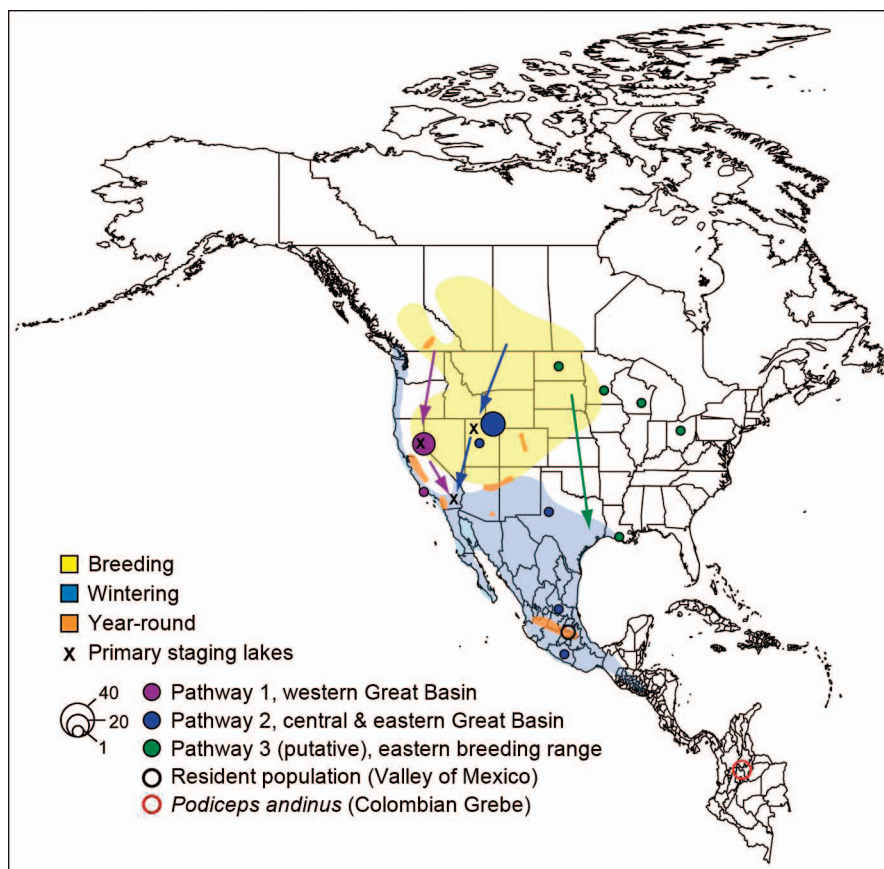 x
x
x
Breeding
Wintering
Year-round
x Primary staging lakes
40
20
1
Pathway 1, western Great Basin
Pathway 2, central & eastern Great Basin
Pathway 3 (putative), eastern breeding range
Resident population (Valley of Mexico)
Podiceps andinus (Colombian Grebe)